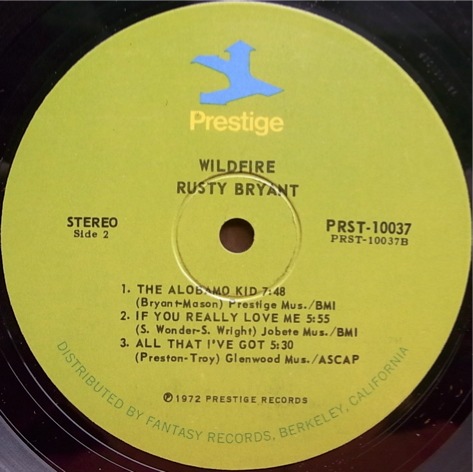 Prestige
WILDFIRE
RUSTY BRYANT
STEREO
Side 2
PRST-10037
PRST-10037B
1. THE ALOBAMO KID 7:48
(Bryant-Mason) Prestige Mus./BMI
2. IF YOU REALLY LOVE ME 5:55
(S. Wonder-S. Wright) Jobete Mus./BMI
3. ALL THAT I'VE GOT 5:30
(Preston-Troy) Glenwood Mus./ASCAP
℗1972 PRESTIGE RECORDS
DISTRIBUTED BY FANTASY RECORDS, BERKELEY, CALIFORNIA